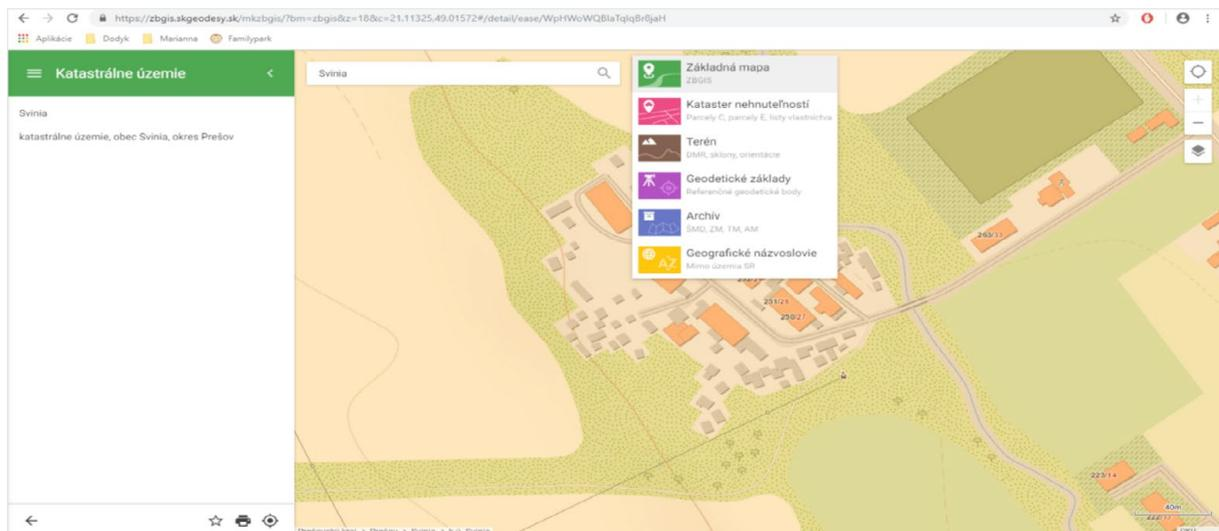 https://zbgis.skgeodesy.sk/mkzbgis/?bm=zbgis&z=18&c=21.11325,49.01572#/detail/ease/WpHWoWQBlaTqlqBr8jaH
Aplikácie Dodyk Marianna Familypark
Katastrálne územie
Svinia
katastrálne územie, obec Svinia, okres Prešov
Svinia
Základná mapa
ZBGIS
Kataster nehnuteľností
Parcely C, parcely E, listy vlastníctva
Terén
DMR, sklony, orientácie
Geodetické základy
Referenčné geodetické body
Archív
ŠMD, ZM, TM, AM
Geografické názvoslovie
Mimo územia SR
263/33
251/26
250/27
223/14
40m